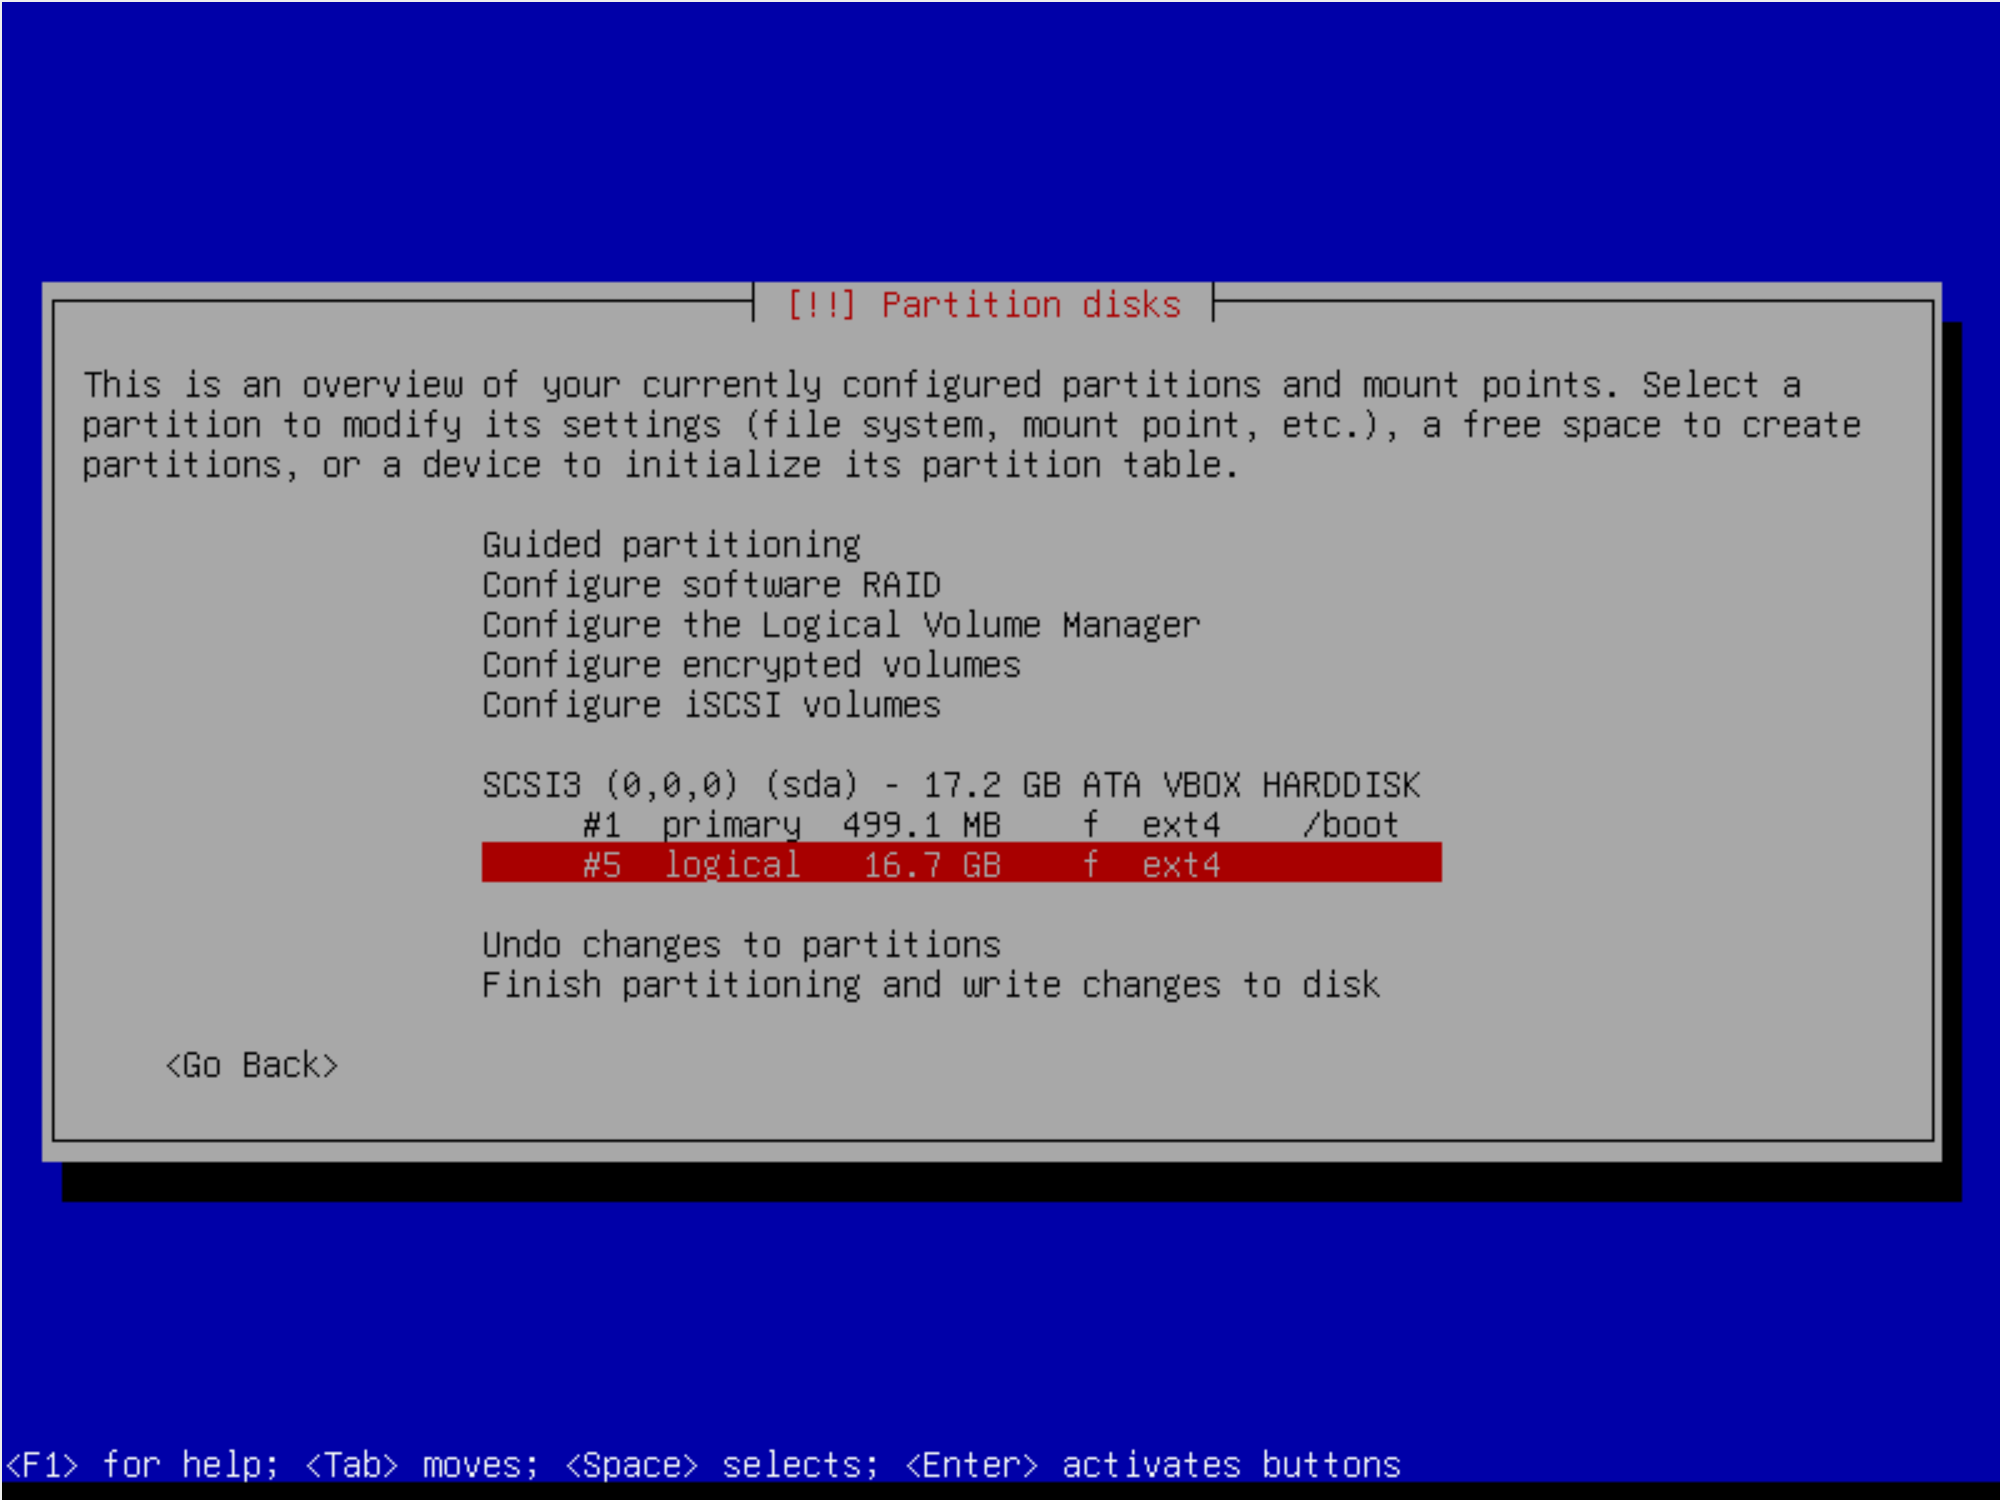 [!!] Partition disks
This is an overview of your currently configured partitions and mount points. Select a
partition to modify its settings (file system, mount point, etc.), a free space to create
partitions, or a device to initialize its partition table.
Guided partitioning
Configure software RAID
Configure the Logical Volume Manager
Configure encrypted volumes
Configure iSCSI volumes
SCSI3 (0,0,0) (sda) - 17.2 GB ATA VBOX HARDDISK
#1 primary 499.1 MB f ext4 /boot
#5 logical 16.7 GB f ext4
Undo changes to partitions
Finish partitioning and write changes to disk
<Go Back>
<F1> for help; <Tab> moves; <Space> selects; <Enter> activates buttons